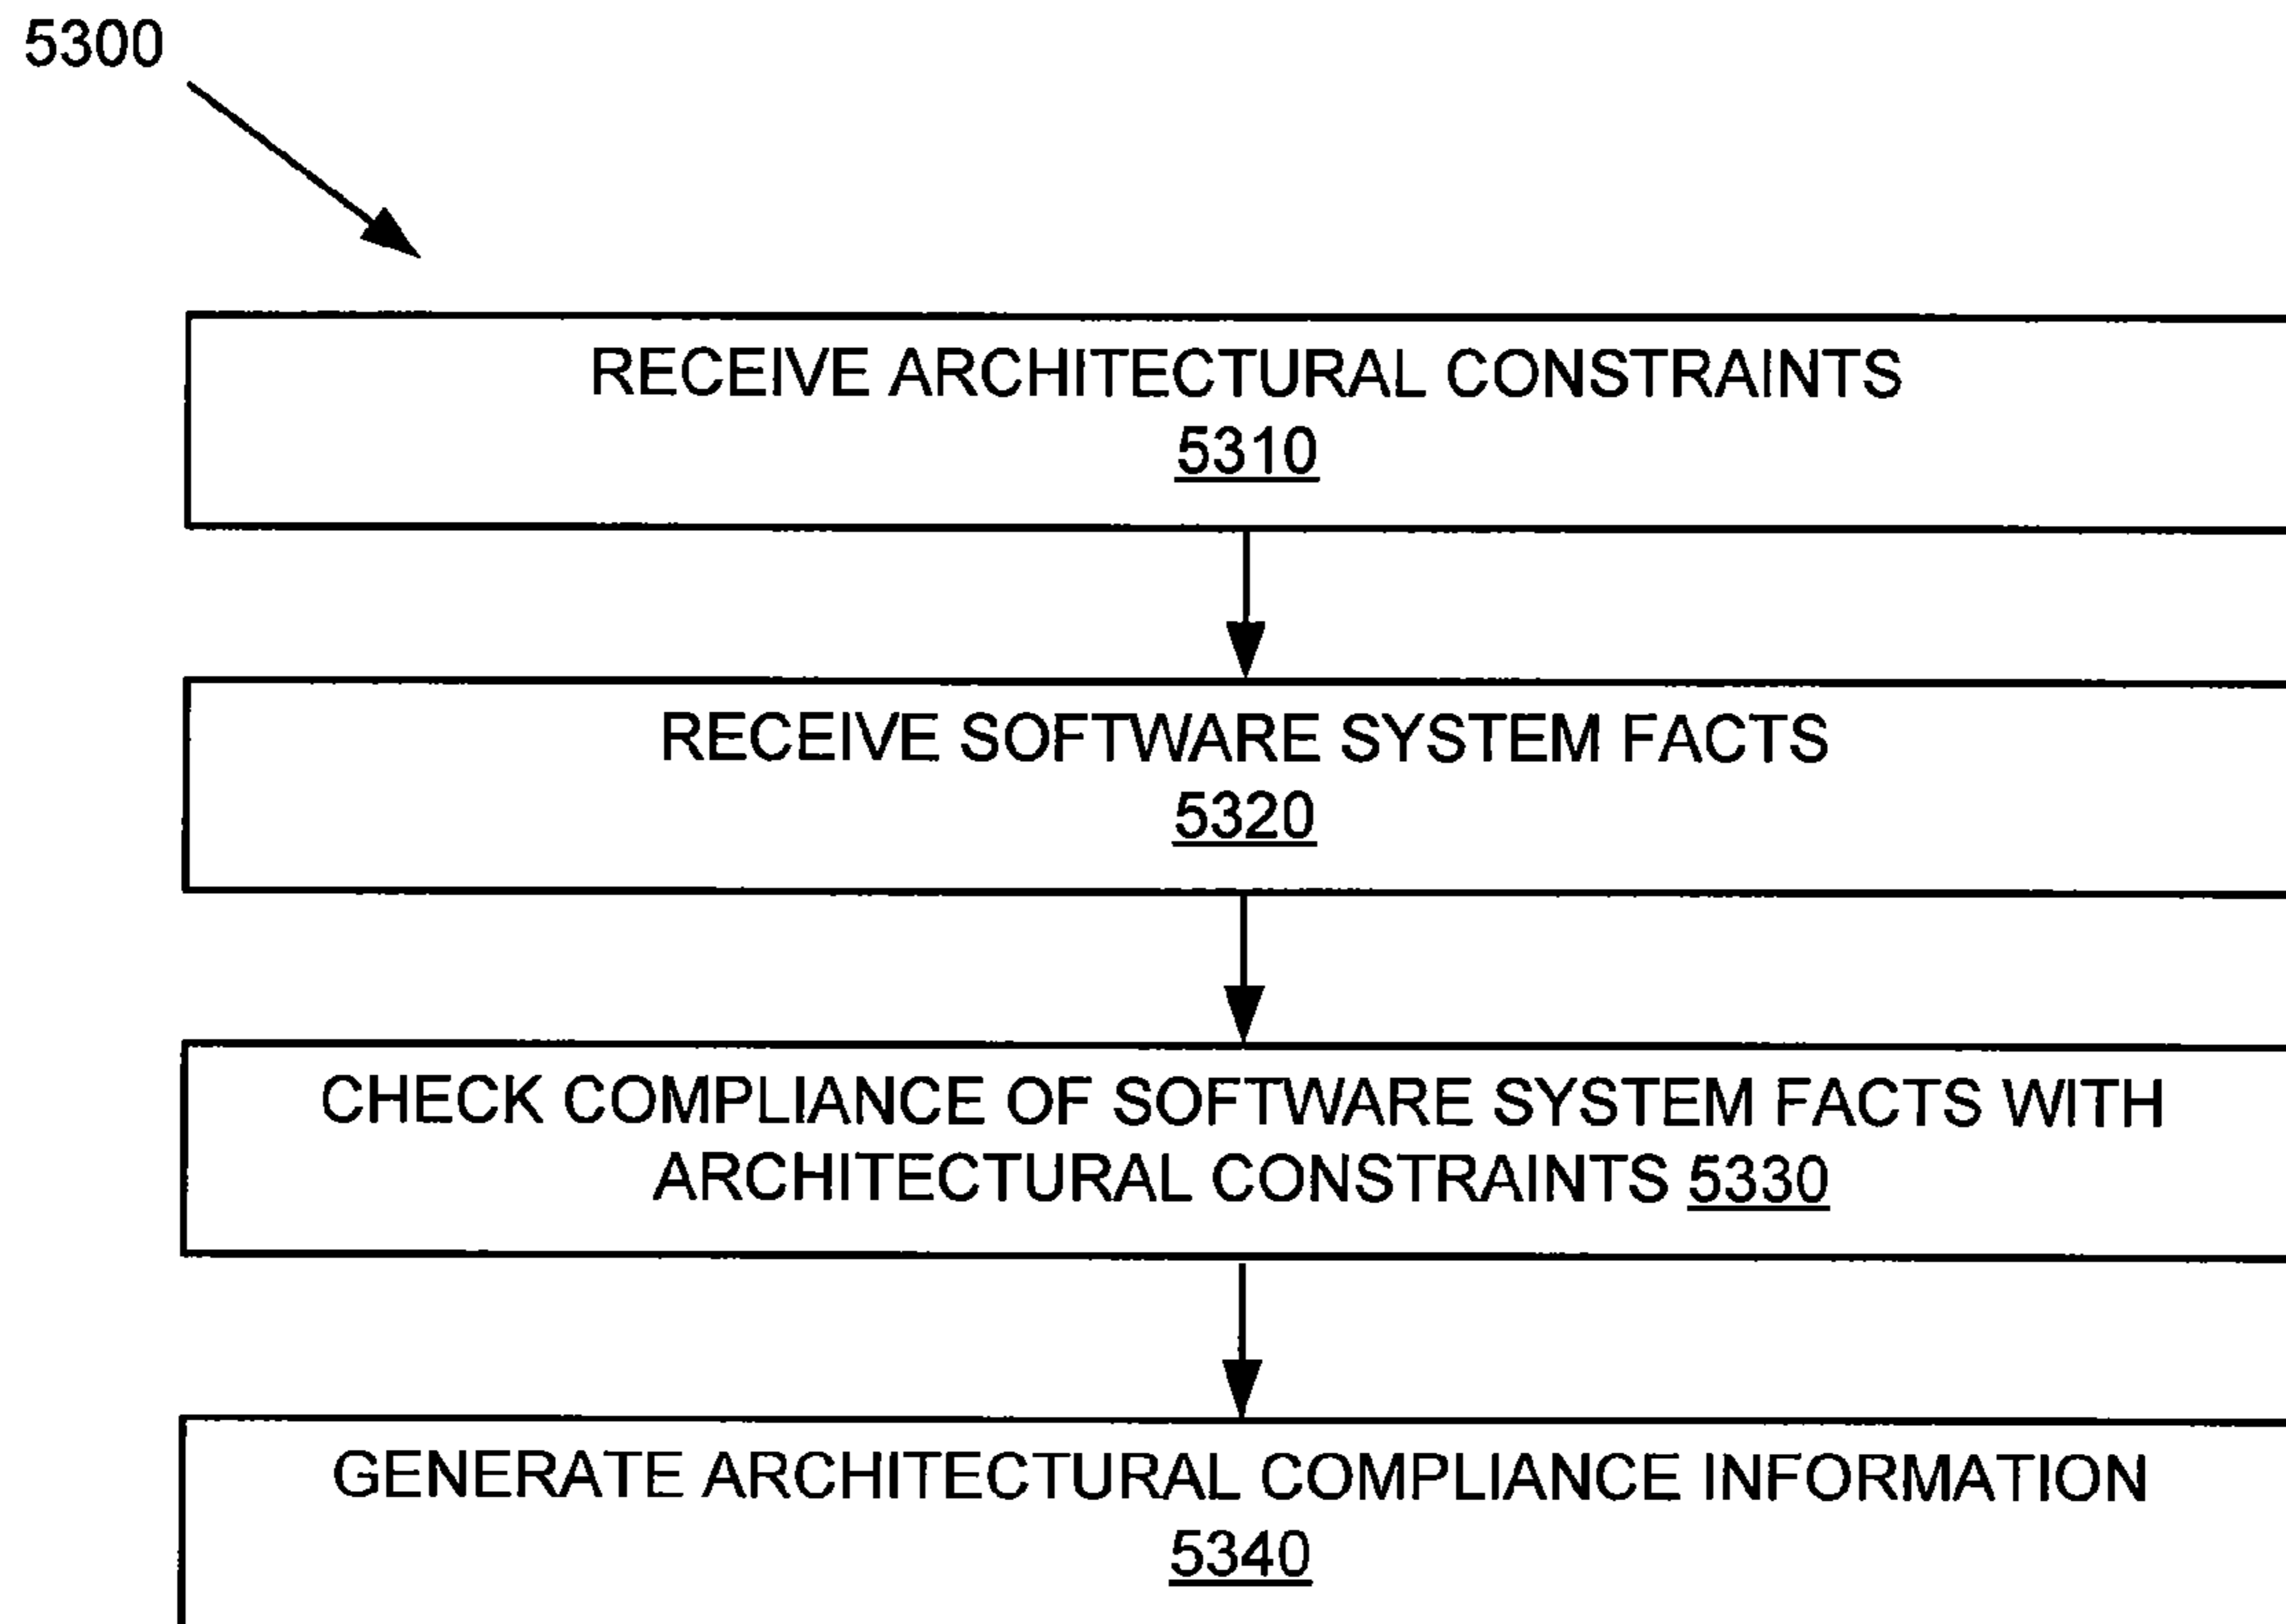 5300
RECEIVE ARCHITECTURAL CONSTRAINTS
5310
RECEIVE SOFTWARE SYSTEM FACTS
5320
CHECK COMPLIANCE OF SOFTWARE SYSTEM FACTS WITH
ARCHITECTURAL CONSTRAINTS 5330
GENERATE ARCHITECTURAL COMPLIANCE INFORMATION
5340